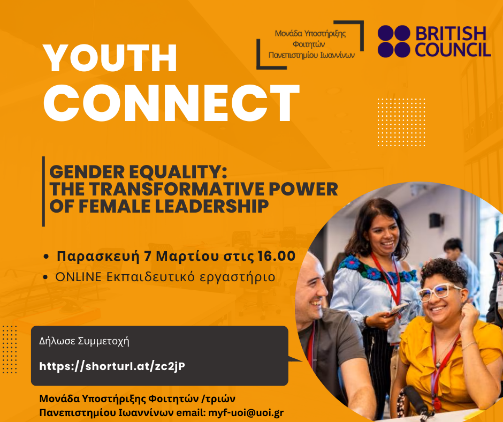 Μονάδα Υποστήριξης
Φοιτητών
Πανεπιστημίου Ιωαννίνων
BRITISH
COUNCIL
YOUTH
CONNECT
GENDER EQUALITY:
THE TRANSFORMATIVE POWER
OF FEMALE LEADERSHIP
• Παρασκευή 7 Μαρτίου στις 16.00
• ONLINE Εκπαιδευτικό εργαστήριο
Δήλωσε Συμμετοχή
https://shorturl.at/zc2jP
Μονάδα Υποστήριξης Φοιτητών /τριών
Πανεπιστημίου Ιωαννίνων email: myf-uoi@uoi.gr